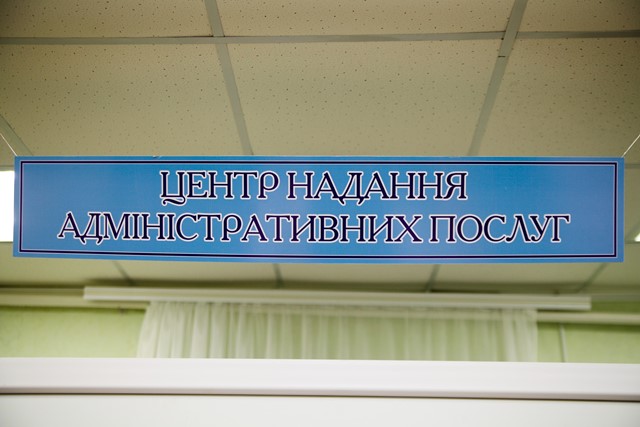 ЦЕНТР НАДАННЯ
АДМІНІСТРАТИВНИХ ПОСЛУГ